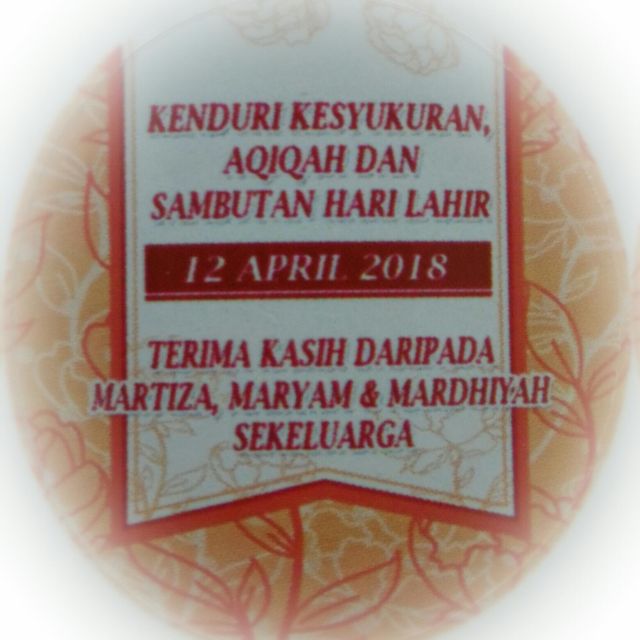 KENDURI KESYUKURAN,
AQIQAH DAN
SAMBUTAN HARI LAHIR
12 APRIL 2018
TERIMA KASIH DARIPADA
MARTIZA, MARYAM & MARDHIYAH
SEKELUARGA